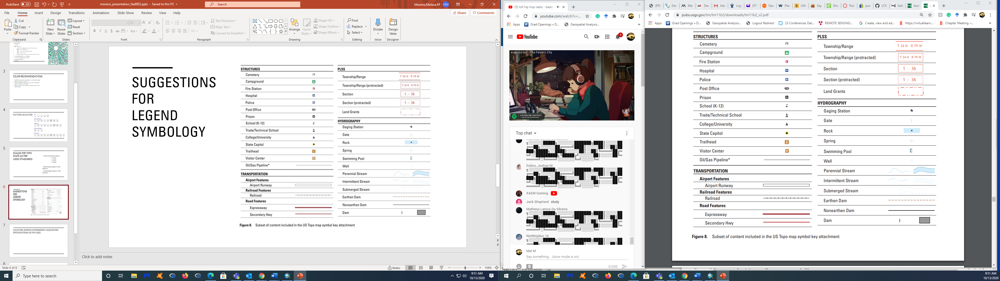 AutoSave Off
moreno_presentation_fas6932.pptx - Saved to this PC
Search
Moreno,Melissa M MM
File Home Insert Design Transitions Animations Slide Show Review View Help Share Comments
Paste
Cut
Copy
Format Painter
Clipboard
New Slide
Reuse Slides
Layout
Reset
Section
Slides
Font
Text Direction
Align Text
Convert to SmartArt
Paragraph
Arrange
Quick Styles
Shape Fill
Shape Outline
Shape Effects
Drawing
Find
Replace
Select
Editing
Dictate
Voice
Design Ideas
Designer
3
COLOR RECOMMENDATIONS
4
PATTERN SELECTION
5
SCALES FOR TOPO
MAPS AS PER
USGS STANDARDS
6
SUGGESTIONS
FOR
LEGEND
SYMBOLOGY
7
ELEVATION-DERIVED HYDROGRAPHY ACQUISITION
SPECIFICATIONS AS PER USGS
8
SUGGESTIONS
FOR
LEGEND
SYMBOLOGY
STRUCTURES
Cemetery
Campground
Fire Station
Hospital
Police
Post Office
Prison
School (K-12)
Trade/Technical School
College/University
State Capitol
Trailhead
Visitor Center
Oil/Gas Pipeline*
TRANSPORTATION
Airport Features
Airport Runway
Railroad Features
Railroad
Road Features
Expressway
Secondary Hwy
PLSS
Township/Range T 34 N R 79 W
Township/Range (protracted) T 34 N R 79 W
Section 1 – 36
Section (protracted) 1 – 36
Land Grants
HYDROGRAPHY
Gaging Station
Gate
Rock
Spring
Swimming Pool
Well
Perennial Stream
Intermittent Stream
Submerged Stream
Earthen Dam
Nonearthen Dam
Dam
Figure 8. Subset of content included in the US Topo map symbol key attachment
Click to add notes
Slide 6 of 8
Notes
108%
Type here to search
9:51 AM
10/13/2020
(5) lofi hip hop radio - beats
youtube.com/watch?v=...
Apps Grad Openings » D... Geospatial Analysis...
YouTube
5
eugenio izzi - The Fairie's City
LISTEN ON SPOTIFY
Top chat
Dolino, Joshua M.
XAEM Gaming
Jack Shepherd study
Matheus Lemos Da Silveira
NotNinjaluc 16
Mel M
Say something... (slow mode is on)
0/200
pubs.usgs.gov/tm/tm11b2/downloads/tm11b2_v2.pdf
Apps Grad Openings » D... Geospatial Analysis... Logout Redirect 23 Conferences Dat... REMOTE SENSING... Create, view and ed... https://virtuallearn.... Chapter Meeting –...
STRUCTURES
Cemetery
Campground
Fire Station
Hospital
Police
Post Office
Prison
School (K-12)
Trade/Technical School
College/University
State Capitol
Trailhead
Visitor Center
Oil/Gas Pipeline*
TRANSPORTATION
Airport Features
Airport Runway
Railroad Features
Railroad
Road Features
Expressway
Secondary Hwy
PLSS
Township/Range T 34 N R 79 W
Township/Range (protracted) T 34 N R 79 W
Section 1 – 36
Section (protracted) 1 – 36
Land Grants
HYDROGRAPHY
Gaging Station
Gate
Rock
Spring
Swimming Pool
Well
Perennial Stream
Intermittent Stream
Submerged Stream
Earthen Dam
Nonearthen Dam
Dam
Figure 8. Subset of content included in the US Topo map symbol key attachment
9:51 AM
10/13/2020